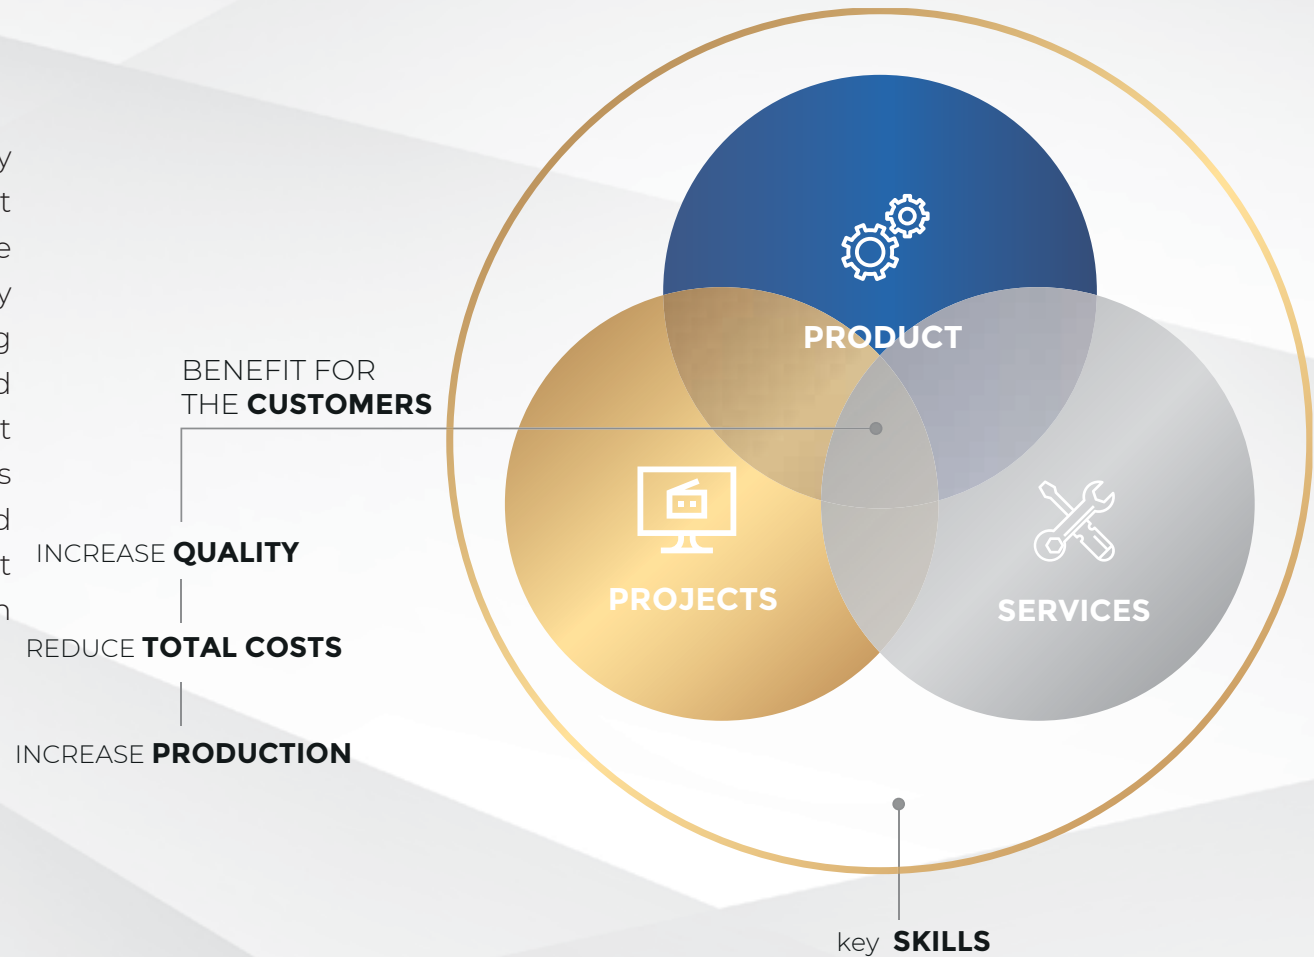 y
t
e
y
g
d
t
s
d
t
n
BENEFIT FOR
THE CUSTOMERS
INCREASE QUALITY
REDUCE TOTAL COSTS
INCREASE PRODUCTION
PRODUCT
PROJECTS
SERVICES
key SKILLS